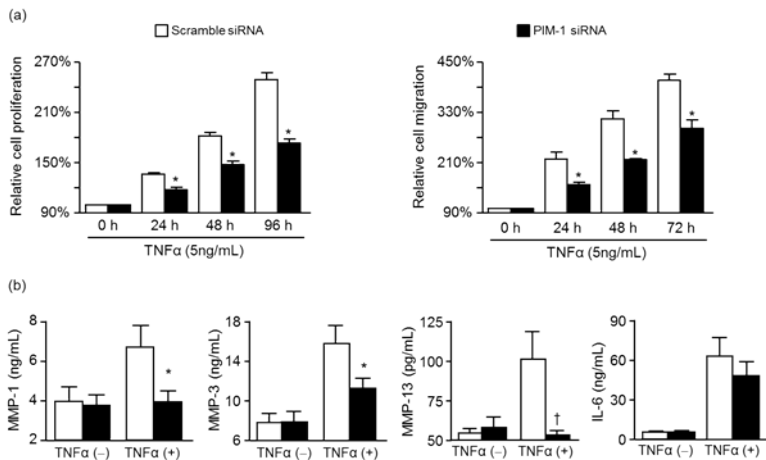 (a)
Scramble siRNA
PIM-1 siRNA
Relative cell proliferation
270%
210%
150%
90%
0 h 24 h 48 h 96 h
TNFα (5ng/mL)
* * *
Relative cell migration
450%
330%
210%
90%
0 h 24 h 48 h 72 h
TNFα (5ng/mL)
* * *
(b)
MMP-1 (ng/mL)
8
6
4
2
*
TNFα (−) TNFα (+)
MMP-3 (ng/mL)
18
14
10
6
*
TNFα (−) TNFα (+)
MMP-13 (pg/mL)
125
100
75
50
†
TNFα (−) TNFα (+)
IL-6 (ng/mL)
90
60
30
0
TNFα (−) TNFα (+)